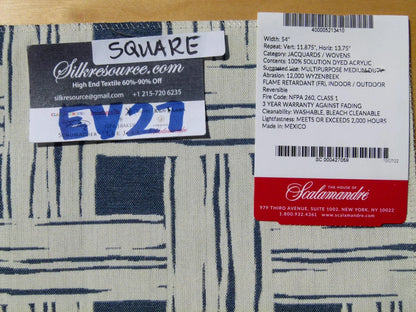 SQUARE
Silkresource.com
High End Textile 60%-90% Off
silkresource@gmail.com +1 215-720 6235
EV27
400005213410
Width: 54"
Repeat: Vert: 11.875", Horiz: 13.75"
Category: JACQUARDS / WOVENS
Contents: 100% SOLUTION DYED ACRYLIC
Suggested Use: MULTIPURPOSE MEDIUM DUTY
Abrasion: 12,000 WYZENBEEK
FLAME RETARDANT (FR), INDOOR / OUTDOOR
Reversible
Fire Code: NFPA 260, CLASS 1
3 YEAR WARRANTY AGAINST FADING
Cleanability: WASHABLE, BLEACH CLEANABLE
Lightfastness: MEETS OR EXCEEDS 2,000 HOURS
Made in: MEXICO
SC 000427069
THE HOUSE OF
Scalamandré
979 THIRD AVENUE, SUITE 1002, NEW YORK, NY 10022
1.800.932.4361 www.scalamandre.com